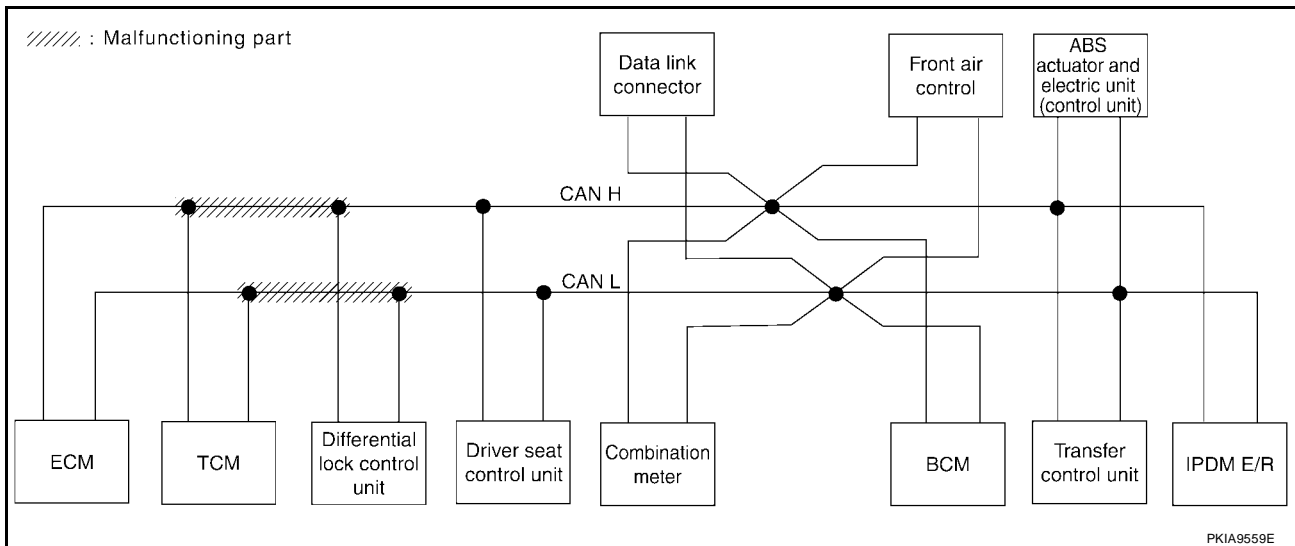 : Malfunctioning part
Data link
connector
Front air
control
ABS
actuator and
electric unit
(control unit)
CAN H
CAN L
ECM
TCM
Differential
lock control
unit
Driver seat
control unit
Combination
meter
BCM
Transfer
control unit
IPDM E/R
PKIA9559E